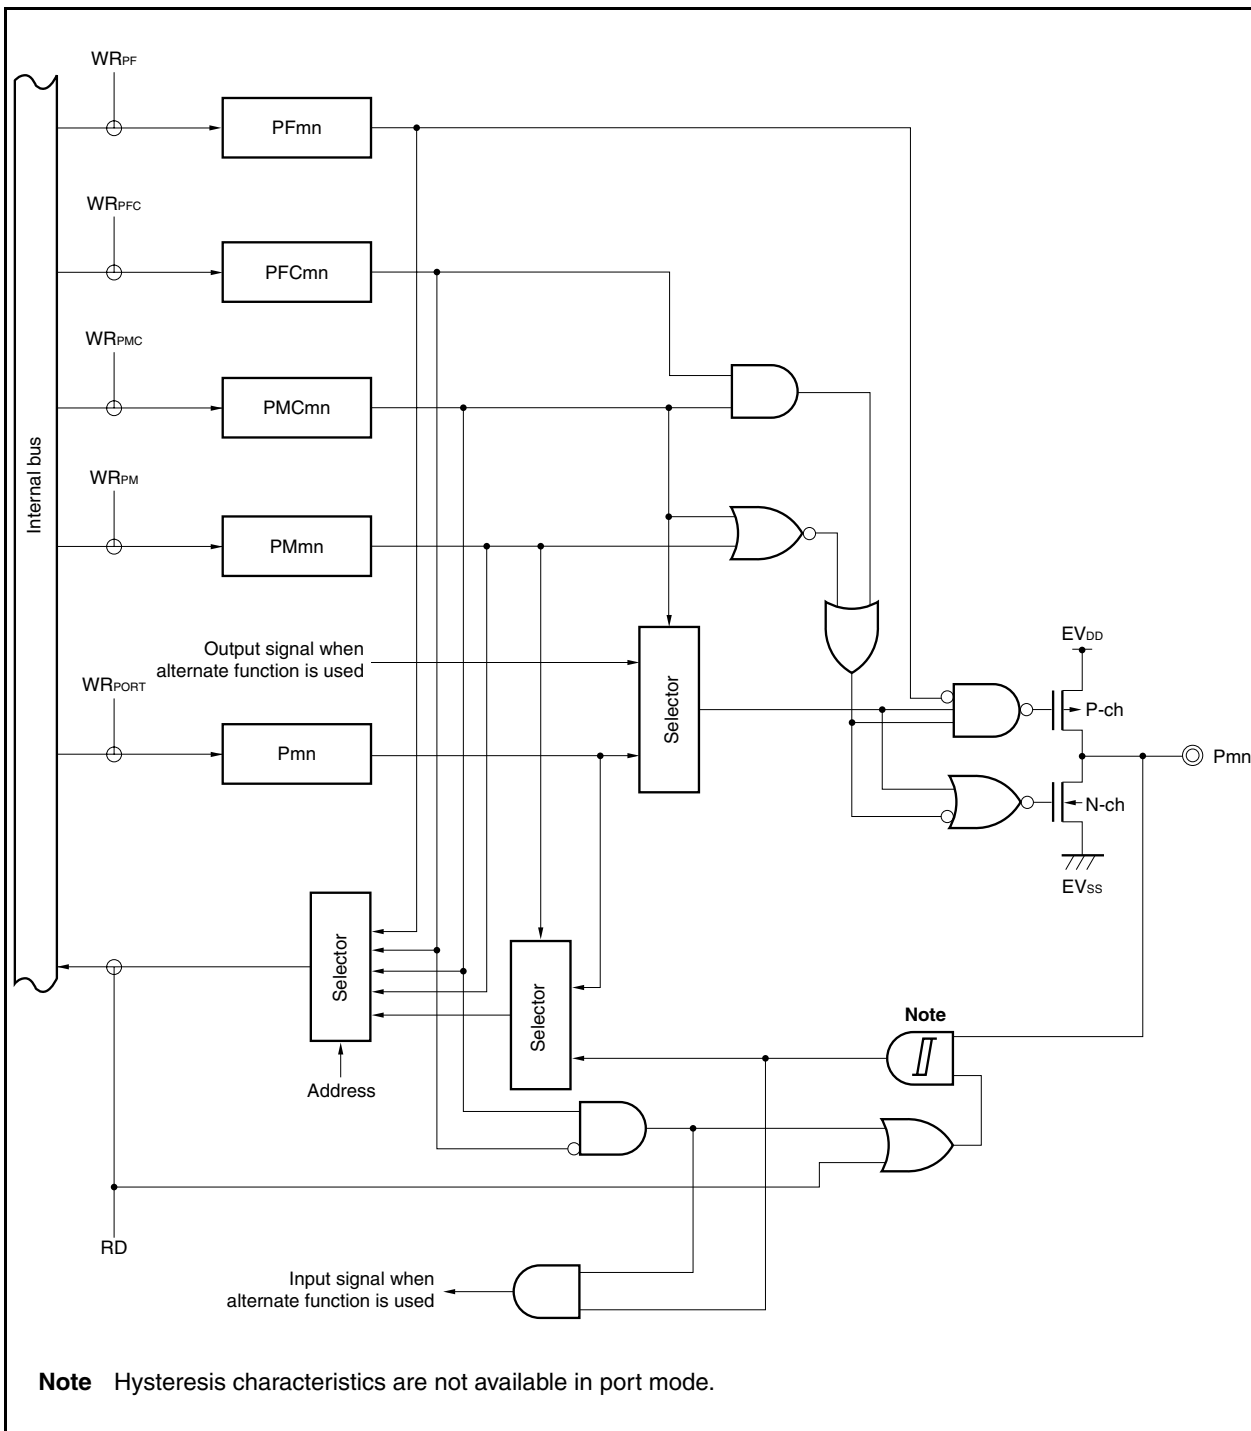 WRPF
PFmn
WRPFC
PFCmn
WRPMC
PMCmn
Internal bus
WRPM
PMmn
Output signal when
alternate function is used
WRPORT
Pmn
Selector
EVDD
P-ch
Pmn
N-ch
EVSS
Selector
Selector
Note
Address
RD
Input signal when
alternate function is used
Note Hysteresis characteristics are not available in port mode.